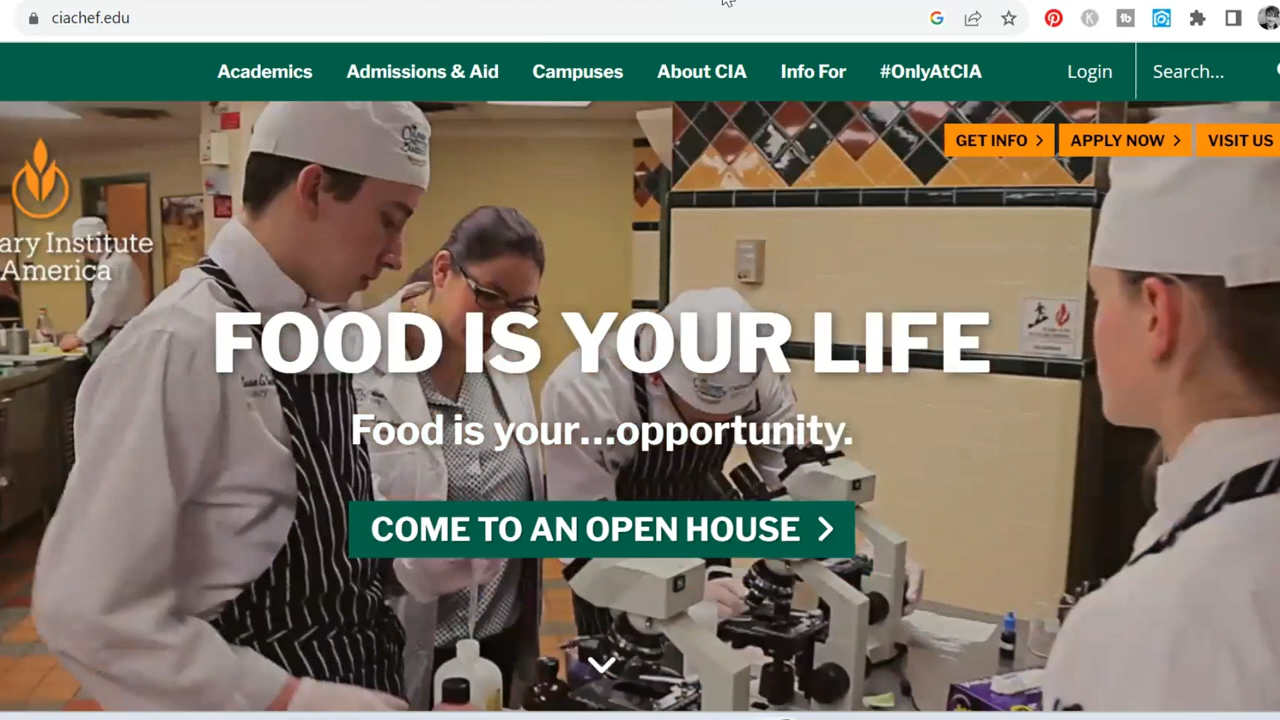 ciachef.edu
Academics Admissions & Aid Campuses About CIA Info For #OnlyAtCIA Login Search...
GET INFO APPLY NOW VISIT US
ary Institute
America
FOOD IS YOUR LIFE
Food is your...opportunity.
COME TO AN OPEN HOUSE